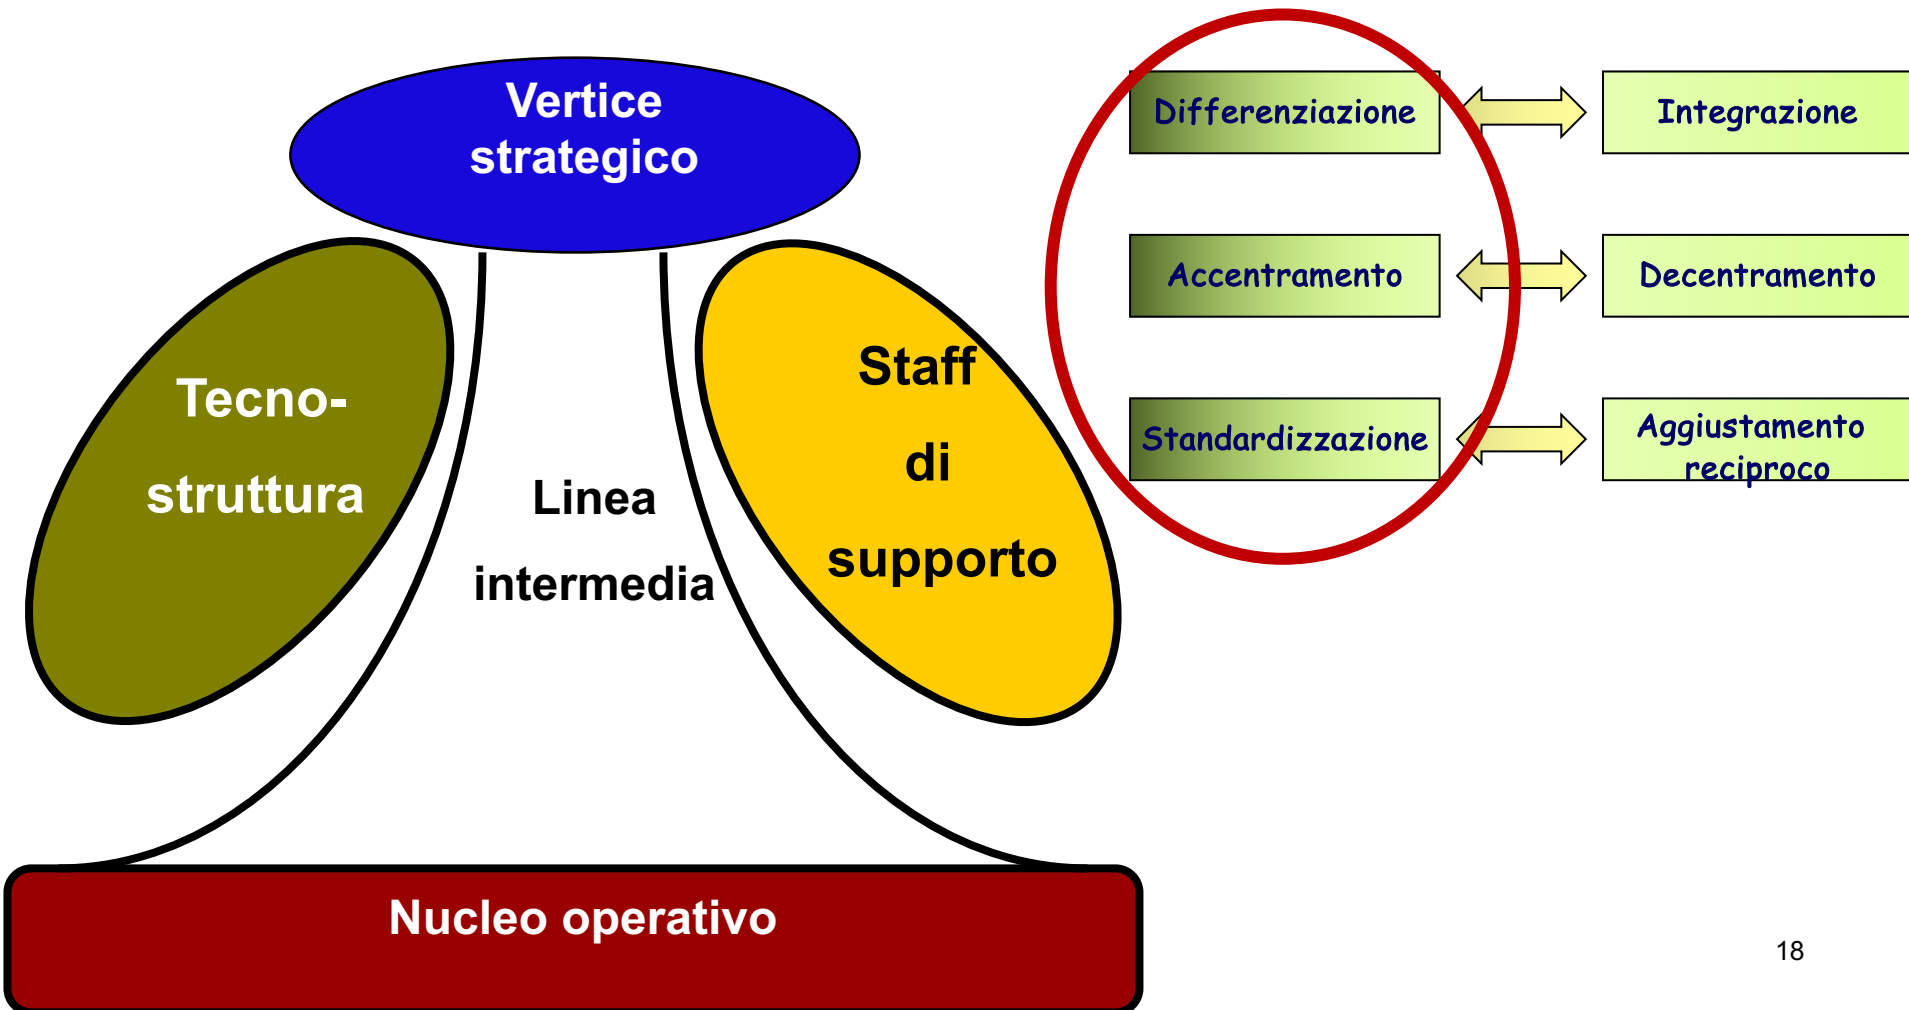 Vertice
strategico
Tecno-
struttura
Linea
intermedia
Staff
di
supporto
Nucleo operativo
Differenziazione
Integrazione
Accentramento
Decentramento
Standardizzazione
Aggiustamento
reciproco
18